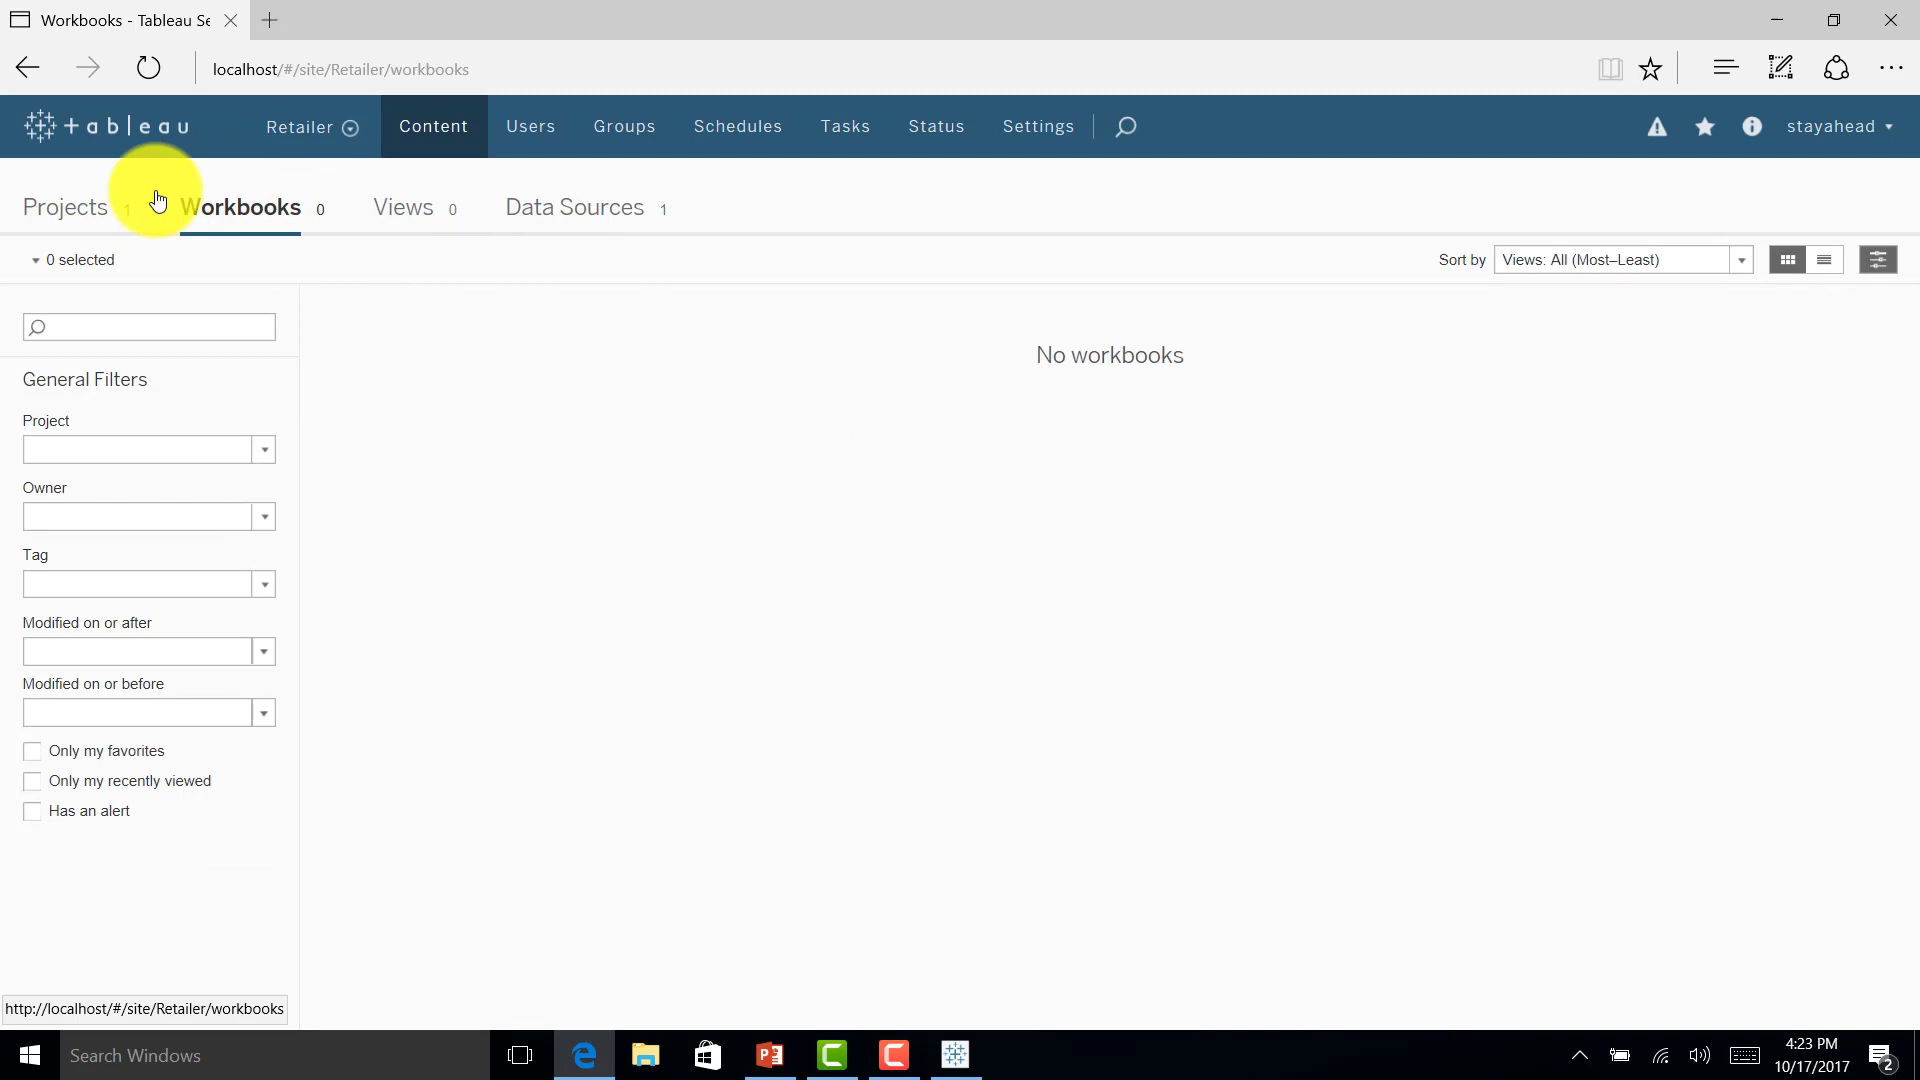 Workbooks - Tableau Se
localhost/#/site/Retailer/workbooks
+ a b | e a u Retailer Content Users Groups Schedules Tasks Status Settings stayahead
Projects 1 Workbooks 0 Views 0 Data Sources 1
0 selected Sort by Views: All (Most–Least)
No workbooks
General Filters
Project
Owner
Tag
Modified on or after
Modified on or before
Only my favorites
Only my recently viewed
Has an alert
http://localhost/#/site/Retailer/workbooks
Search Windows
4:23 PM
10/17/2017
2